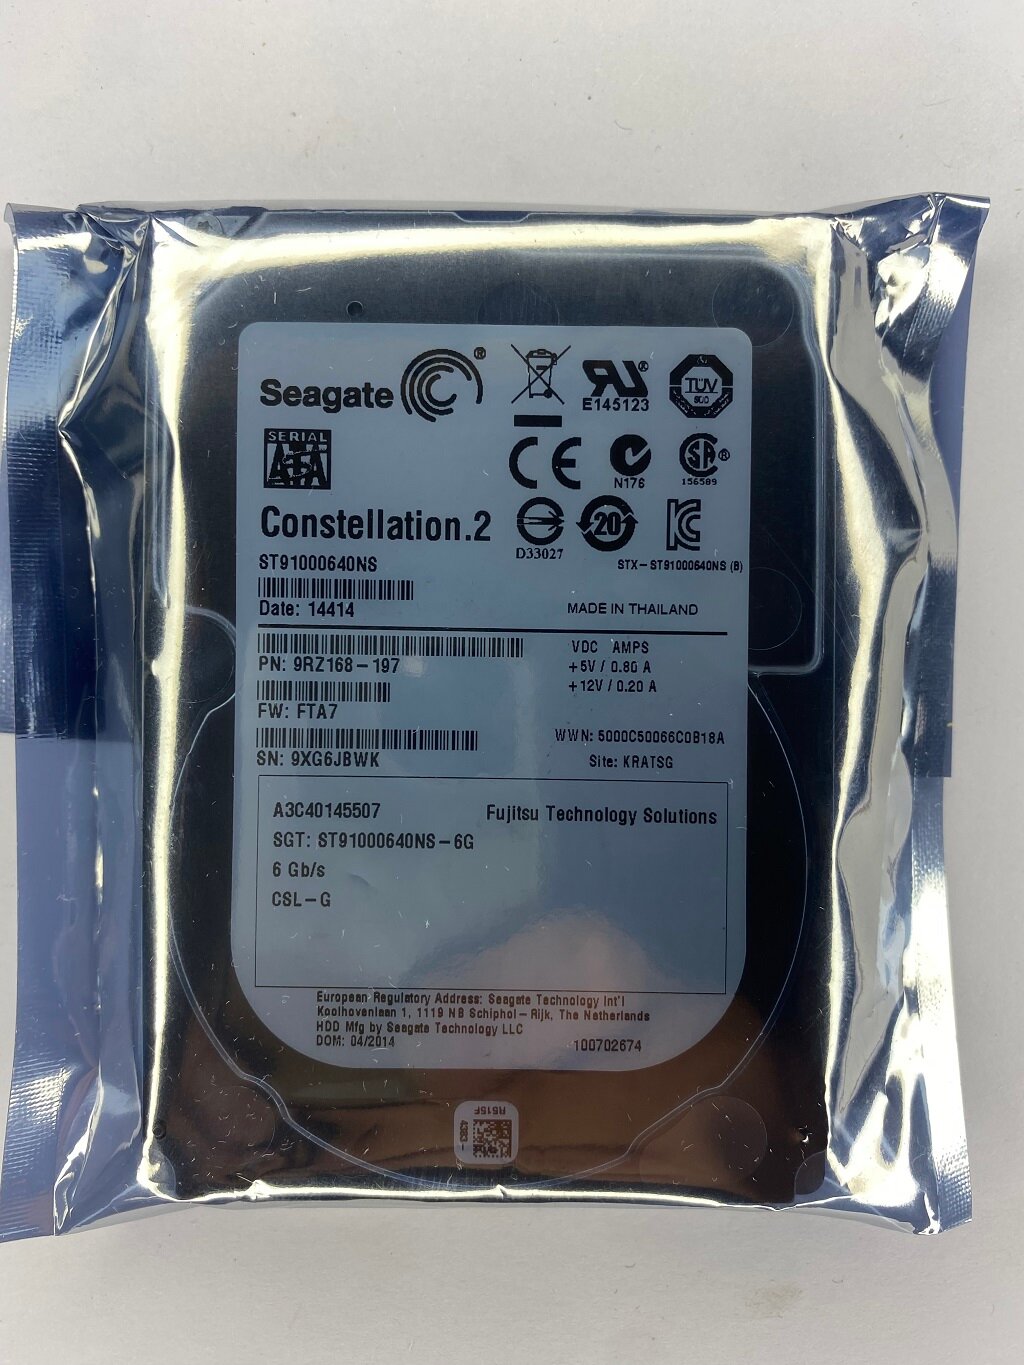 Seagate ®
SERIAL
ATA
E145123
TÜV
N176
156589 ®
Constellation.2
D33027
20
ST91000640NS
STX-ST91000640NS (B)
Date: 14414
MADE IN THAILAND
PN: 9RZ168-197
VDC AMPS
+5V / 0.80 A
+12V / 0.20 A
FW: FTA7
WWN: 5000C50066C0B18A
SN: 9XG6JBWK
Site: KRATSG
A3C40145507
Fujitsu Technology Solutions
SGT: ST91000640NS-6G
6 Gb/s
CSL-G
European Regulatory Address: Seagate Technology Int'l
Koolhovenlaan 1, 1119 NB Schiphol-Rijk, The Netherlands
HDD Mfg by Seagate Technology LLC
DOM: 04/2014
100702674
R515F